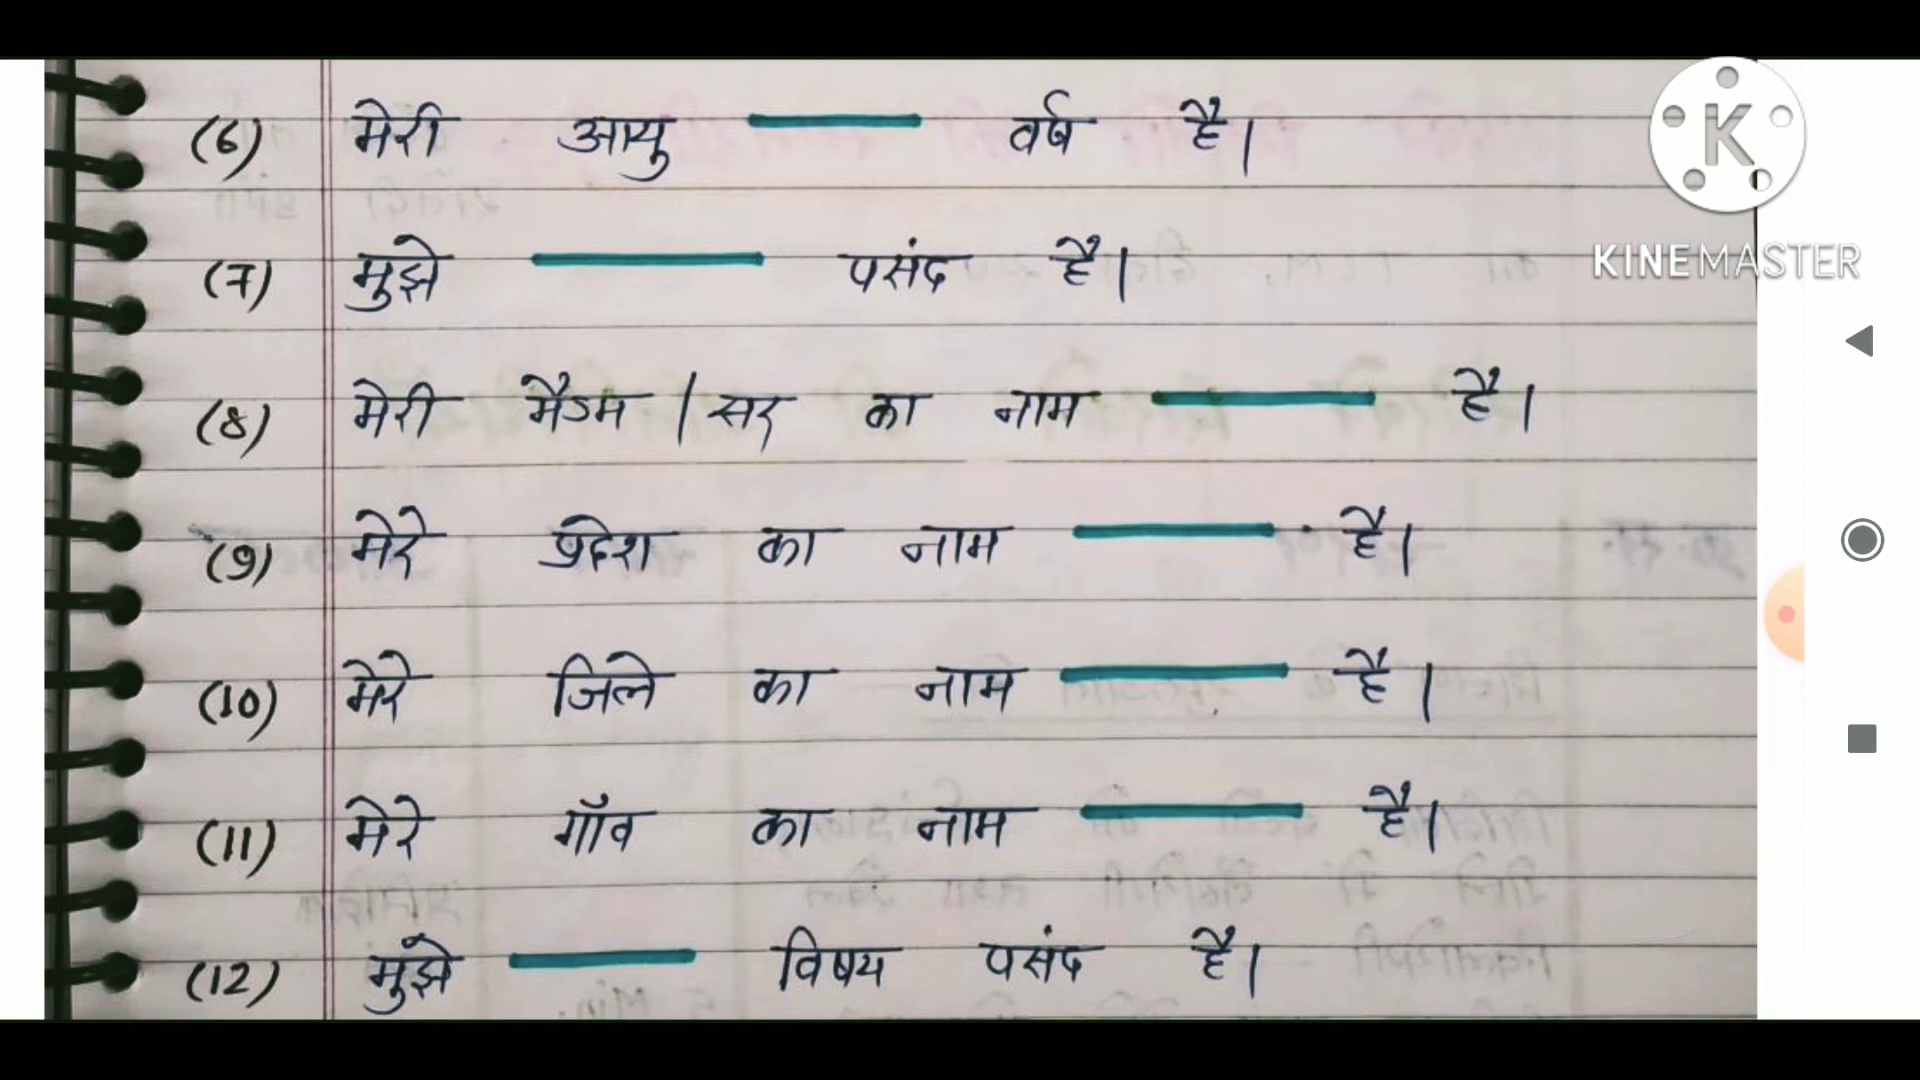 (6) मेरी आयु ——— वर्ष है।
(7) मुझे ——— पसंद है।
(8) मेरी मैडम / सर का नाम ——— है।
(9) मेरे प्रदेश का नाम ——— है।
(10) मेरे जिले का नाम ——— है।
(11) मेरे गाँव का नाम ——— है।
(12) मुझे ——— विषय पसंद है।
K
KINEMASTER